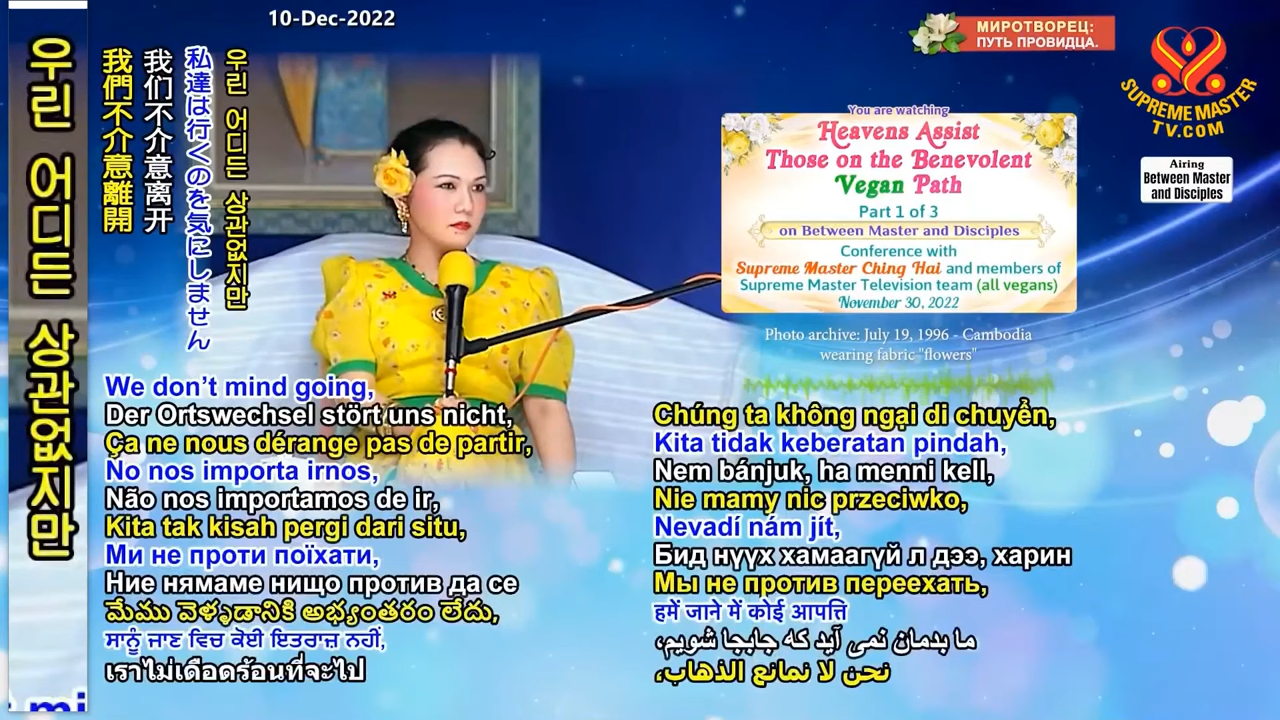 10-Dec-2022
우린 어디든 상관없지만
我們不介意離開
我们不介意离开
私達は行くのを気にしません
우린 어디든 상관없지만
МИРОТВОРЕЦ:
ПУТЬ ПРОВИДЦА.
SUPREME MASTER
TV.COM
Airing
Between Master
and Disciples
You are watching
Heavens Assist
Those on the Benevolent
Vegan Path
Part 1 of 3
on Between Master and Disciples
Conference with
Supreme Master Ching Hai and members of
Supreme Master Television team (all vegans)
November 30, 2022
Photo archive: July 19, 1996 - Cambodia
wearing fabric "flowers"
We don’t mind going,
Der Ortswechsel stört uns nicht,
Ça ne nous dérange pas de partir,
No nos importa irnos,
Não nos importamos de ir,
Kita tak kisah pergi dari situ,
Ми не проти поїхати,
Ние нямаме нищо против да се
మేము వెళ్ళడానికి అభ్యంతరం లేదు,
ਸਾਨੂੰ ਜਾਣ ਵਿਚ ਕੋਈ ਇਤਰਾਜ਼ ਨਹੀਂ,
เราไม่เดือดร้อนที่จะไป
Chúng ta không ngại di chuyển,
Kita tidak keberatan pindah,
Nem bánjuk, ha menni kell,
Nie mamy nic przeciwko,
Nevadí nám jít,
Бид нүүх хамаагүй л дээ, харин
Мы не против переехать,
हमें जाने में कोई आपत्ति
ما بدمان نمی آید که جابجا شویم،
نحن لا نمانع الذهاب،